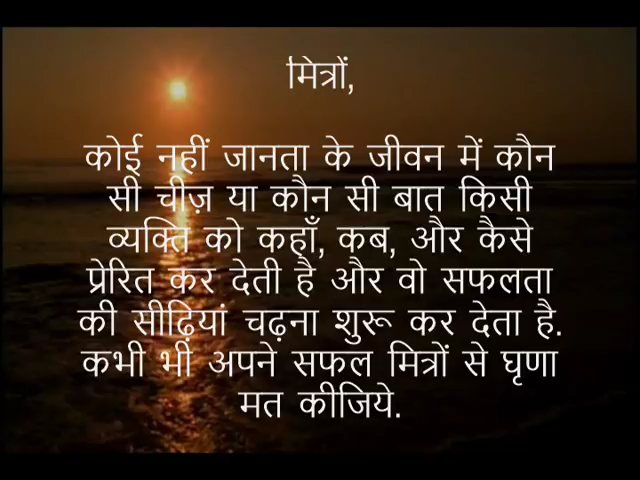 मित्रों,
कोई नहीं जानता के जीवन में कौन
सी चीज़ या कौन सी बात किसी
व्यक्ति को कहाँ, कब, और कैसे
प्रेरित कर देती है और वो सफलता
की सीढ़ियां चढ़ना शुरू कर देता है.
कभी भी अपने सफल मित्रों से घृणा
मत कीजिये.